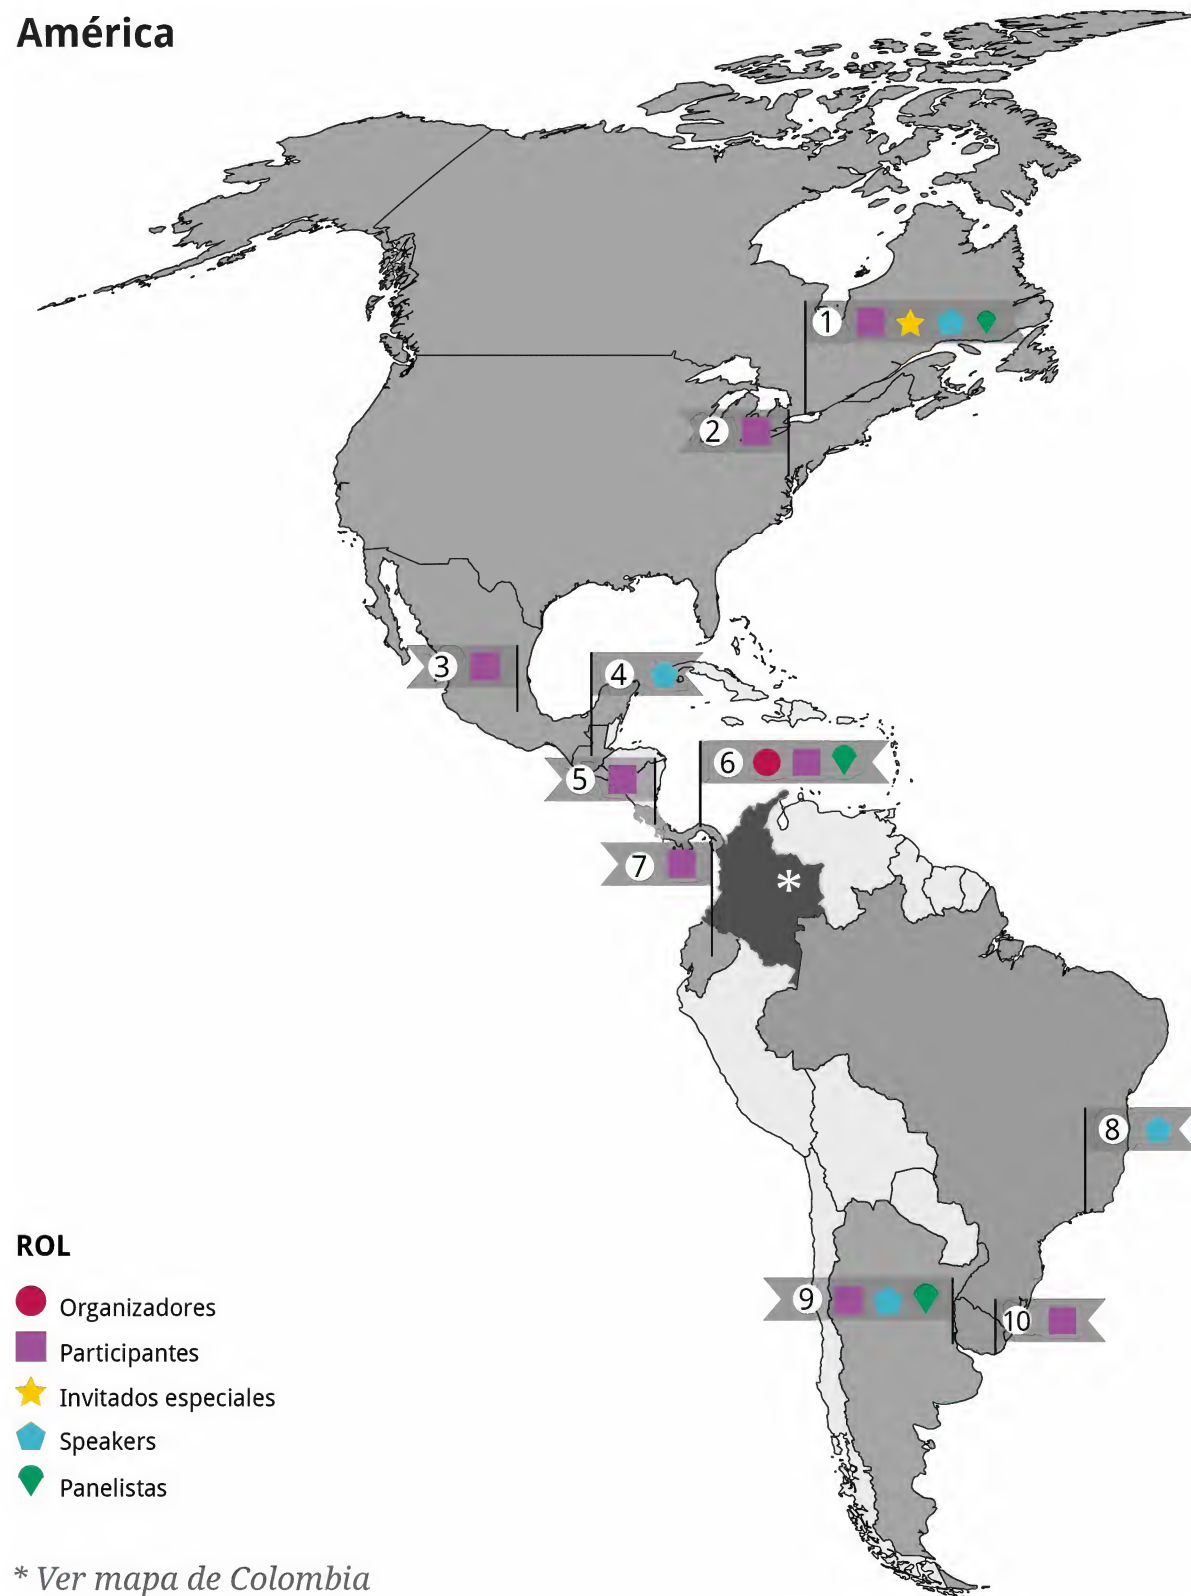 América
1
2
3
4
5
6
7
*
8
9
10
ROL
Organizadores
Participantes
Invitados especiales
Speakers
Panelistas
* Ver mapa de Colombia